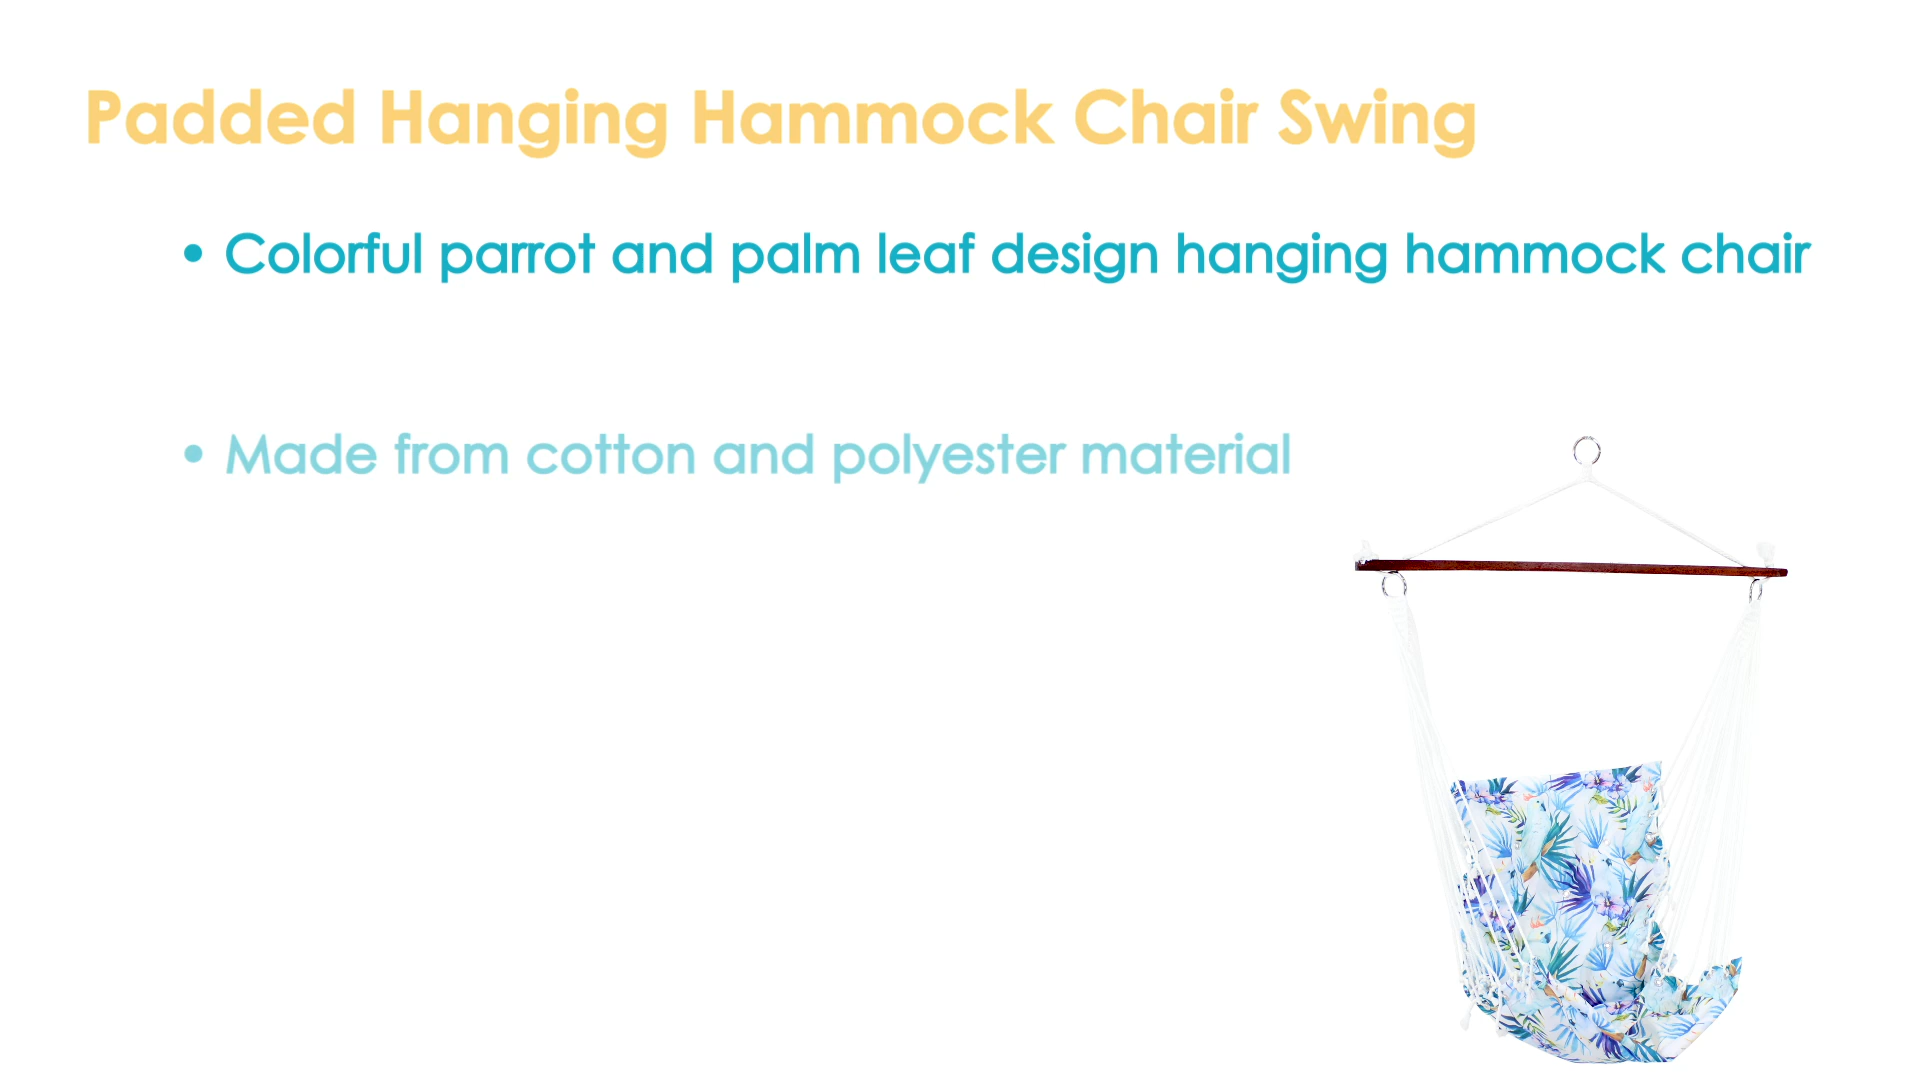 Padded Hanging Hammock Chair Swing
• Colorful parrot and palm leaf design hanging hammock chair
• Made from cotton and polyester material